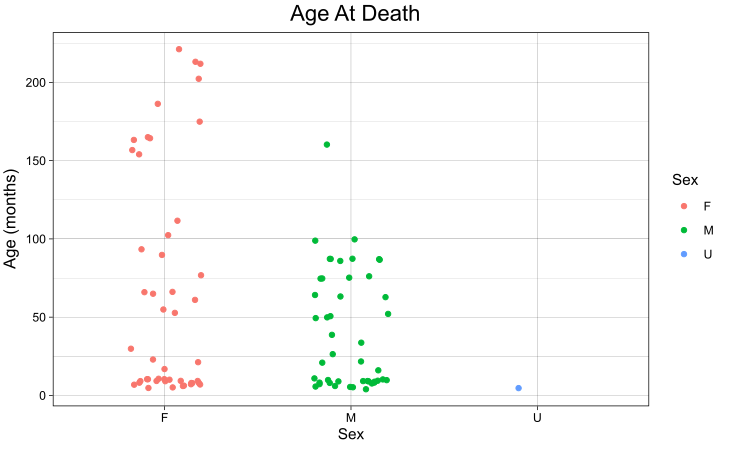 Age At Death
Age (months)
200
150
100
50
0
F
M
U
Sex
Sex
F
M
U